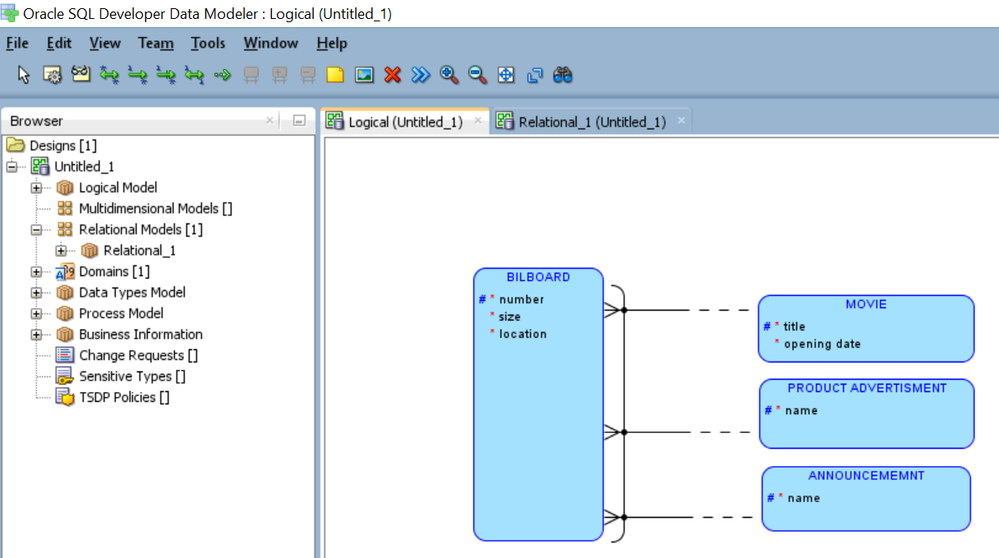 Oracle SQL Developer Data Modeler : Logical (Untitled_1)
File Edit View Team Tools Window Help
Browser
Logical (Untitled_1)
Relational_1 (Untitled_1)
Designs [1]
Untitled_1
Logical Model
Multidimensional Models []
Relational Models [1]
Relational_1
Domains [1]
Data Types Model
Process Model
Business Information
Change Requests []
Sensitive Types []
TSDP Policies []
BILBOARD
# * number
* size
* location
MOVIE
# * title
* opening date
PRODUCT ADVERTISMENT
# * name
ANNOUNCEMEMNT
# * name